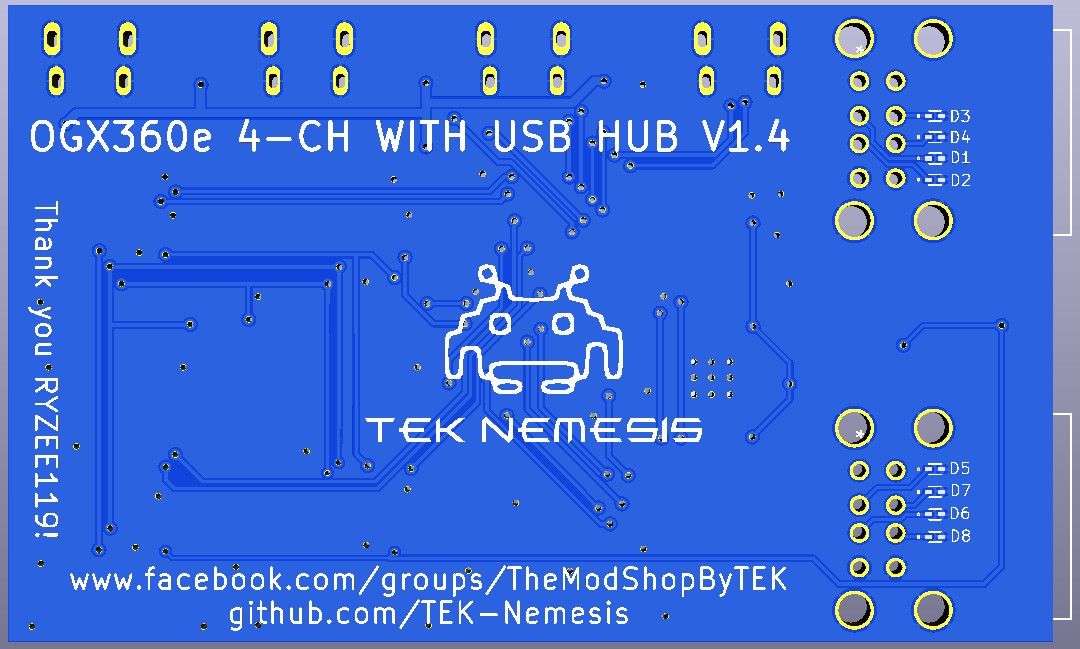 OGX360e 4-CH WITH USB HUB V1.4
D3
D4
D1
D2
Thank you RYZEE119!
TEK NEMESIS
D5
D7
D6
D8
www.facebook.com/groups/TheModShopByTEK
github.com/TEK-Nemesis